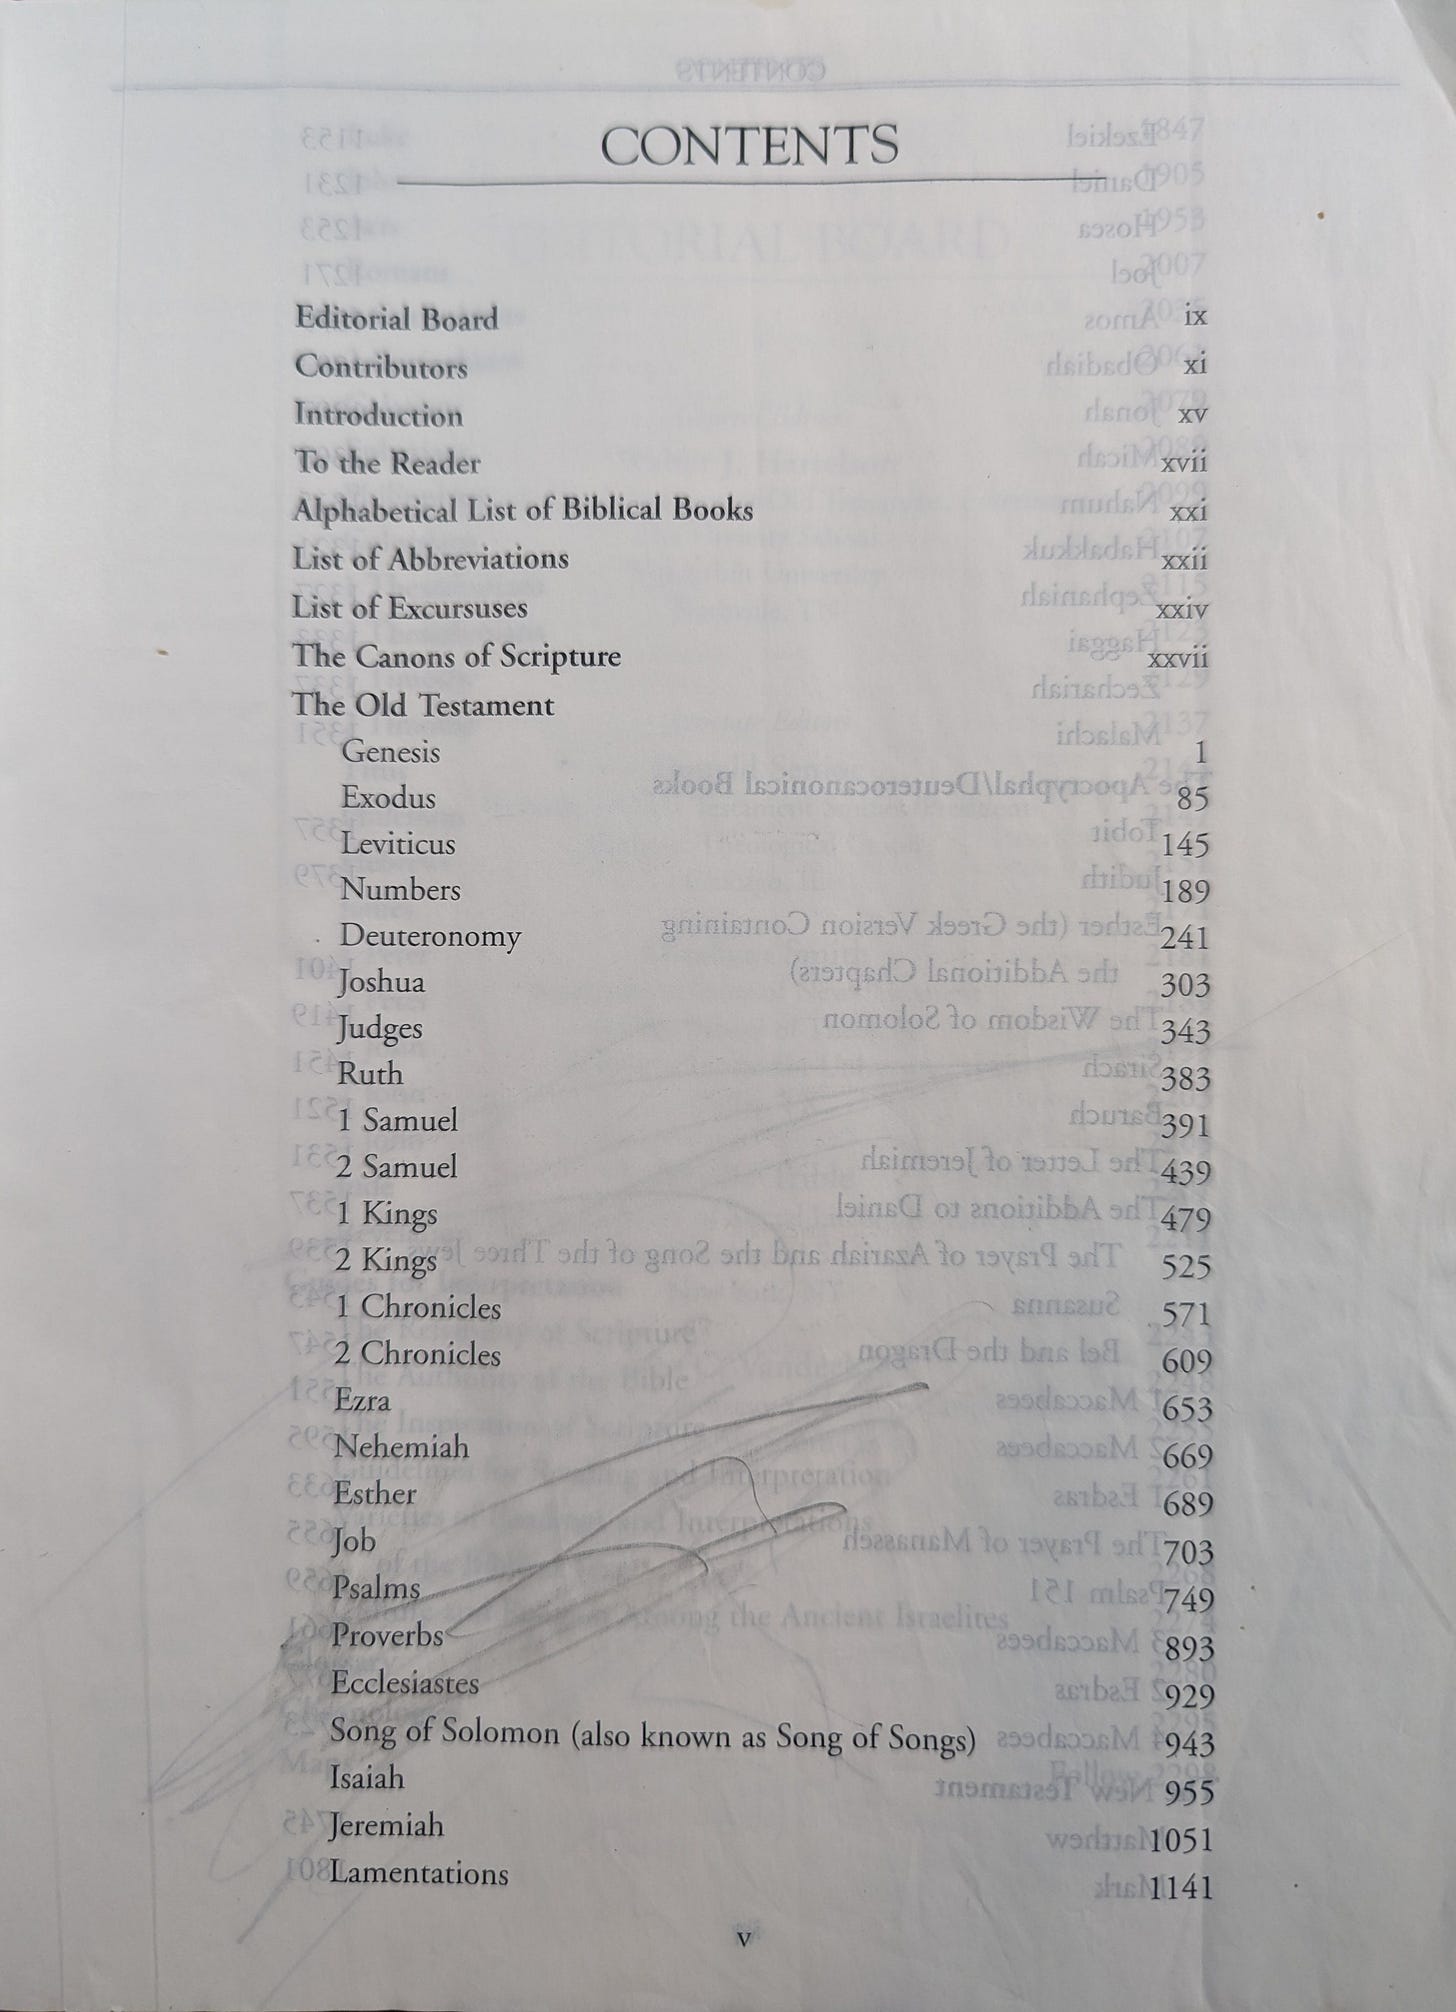 CONTENTS
Editorial Board ix
Contributors xi
Introduction xv
To the Reader xvii
Alphabetical List of Biblical Books xxi
List of Abbreviations xxii
List of Excursuses xxiv
The Canons of Scripture xxvii
The Old Testament
Genesis 1
Exodus 85
Leviticus 145
Numbers 189
Deuteronomy 241
Joshua 303
Judges 343
Ruth 383
1 Samuel 391
2 Samuel 439
1 Kings 479
2 Kings 525
1 Chronicles 571
2 Chronicles 609
Ezra 653
Nehemiah 669
Esther 689
Job 703
Psalms 749
Proverbs 893
Ecclesiastes 929
Song of Solomon (also known as Song of Songs) 943
Isaiah 955
Jeremiah 1051
Lamentations 1141
v